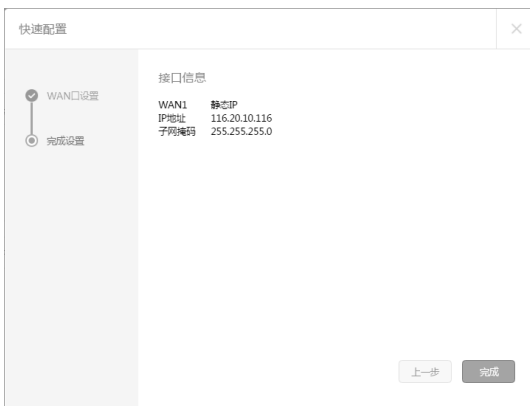 快速配置
WAN口设置
完成设置
接口信息
WAN1 静态IP
IP地址 116.20.10.116
子网掩码 255.255.255.0
上一步 完成